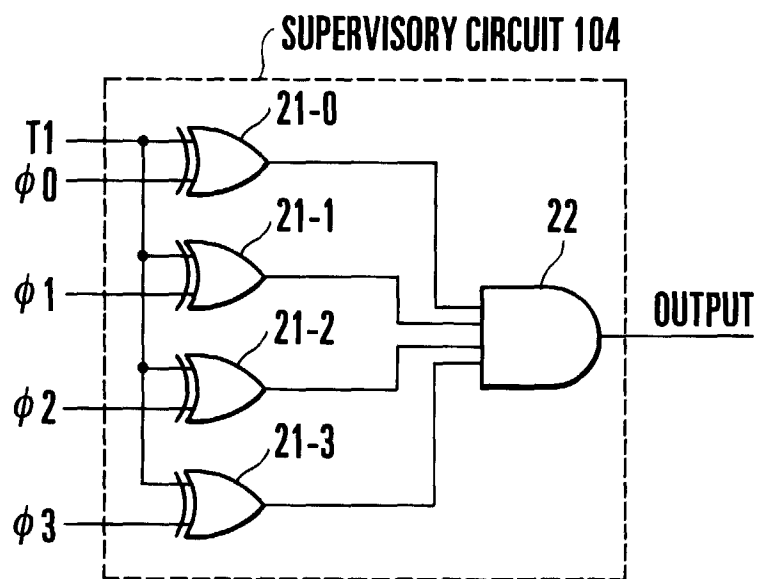 SUPERVISORY CIRCUIT 104
21-0
T1
ϕ0
21-1
22
ϕ1
OUTPUT
21-2
ϕ2
21-3
ϕ3